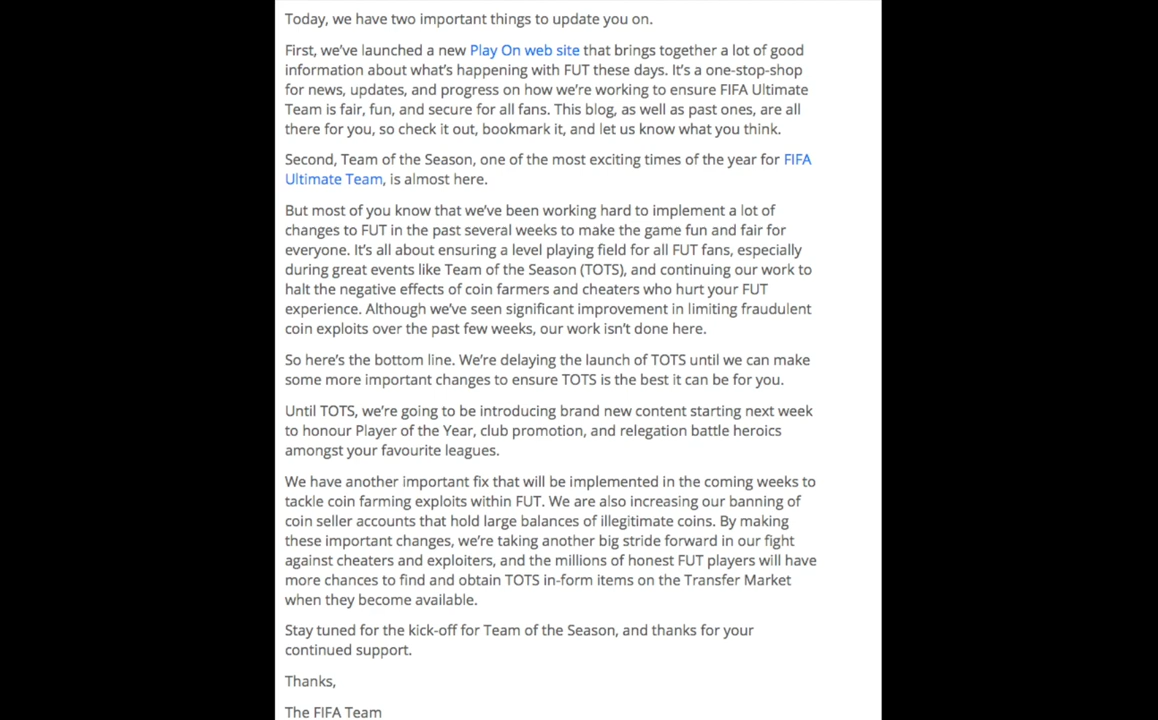 Today, we have two important things to update you on.
First, we've launched a new Play On web site that brings together a lot of good
information about what's happening with FUT these days. It's a one-stop-shop
for news, updates, and progress on how we're working to ensure FIFA Ultimate
Team is fair, fun, and secure for all fans. This blog, as well as past ones, are all
there for you, so check it out, bookmark it, and let us know what you think.
Second, Team of the Season, one of the most exciting times of the year for FIFA
Ultimate Team, is almost here.
But most of you know that we've been working hard to implement a lot of
changes to FUT in the past several weeks to make the game fun and fair for
everyone. It's all about ensuring a level playing field for all FUT fans, especially
during great events like Team of the Season (TOTS), and continuing our work to
halt the negative effects of coin farmers and cheaters who hurt your FUT
experience. Although we've seen significant improvement in limiting fraudulent
coin exploits over the past few weeks, our work isn't done here.
So here's the bottom line. We're delaying the launch of TOTS until we can make
some more important changes to ensure TOTS is the best it can be for you.
Until TOTS, we're going to be introducing brand new content starting next week
to honour Player of the Year, club promotion, and relegation battle heroics
amongst your favourite leagues.
We have another important fix that will be implemented in the coming weeks to
tackle coin farming exploits within FUT. We are also increasing our banning of
coin seller accounts that hold large balances of illegitimate coins. By making
these important changes, we're taking another big stride forward in our fight
against cheaters and exploiters, and the millions of honest FUT players will have
more chances to find and obtain TOTS in-form items on the Transfer Market
when they become available.
Stay tuned for the kick-off for Team of the Season, and thanks for your
continued support.
Thanks,
The FIFA Team